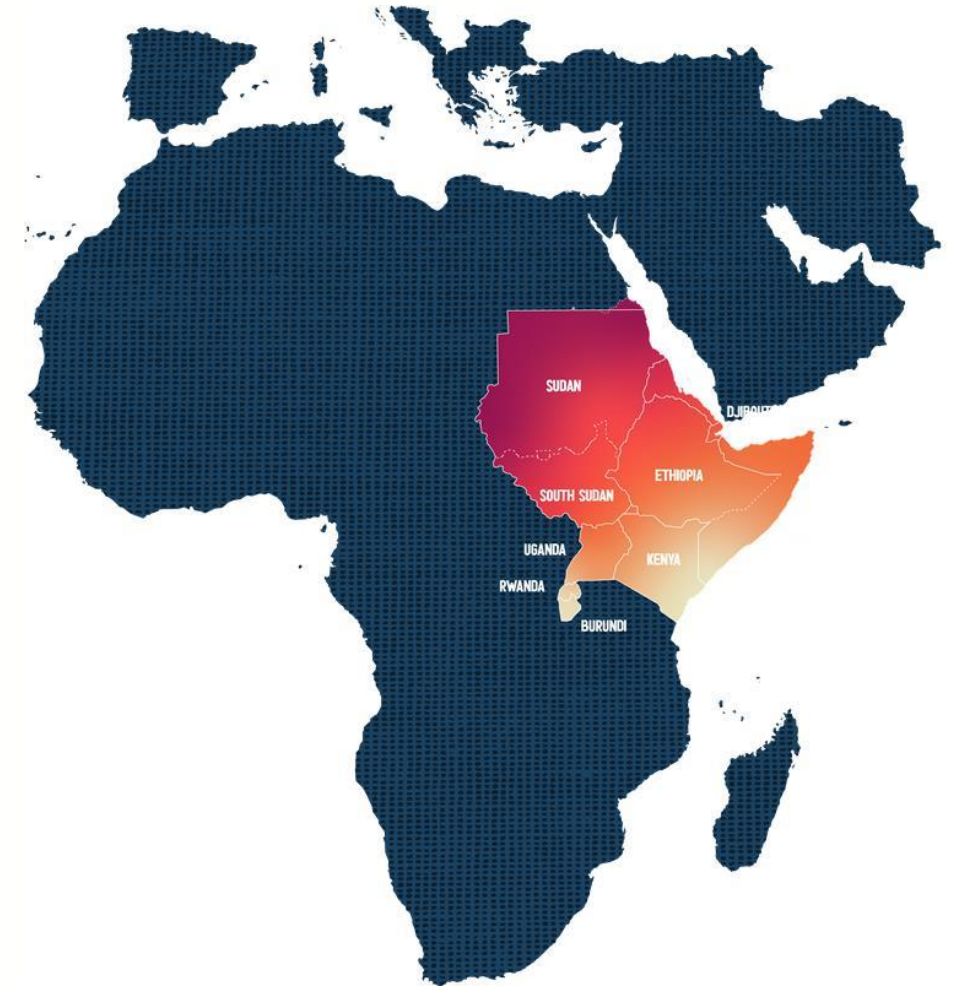 SUDAN
DJIBOUTI
ETHIOPIA
SOUTH SUDAN
UGANDA
KENYA
RWANDA
BURUNDI